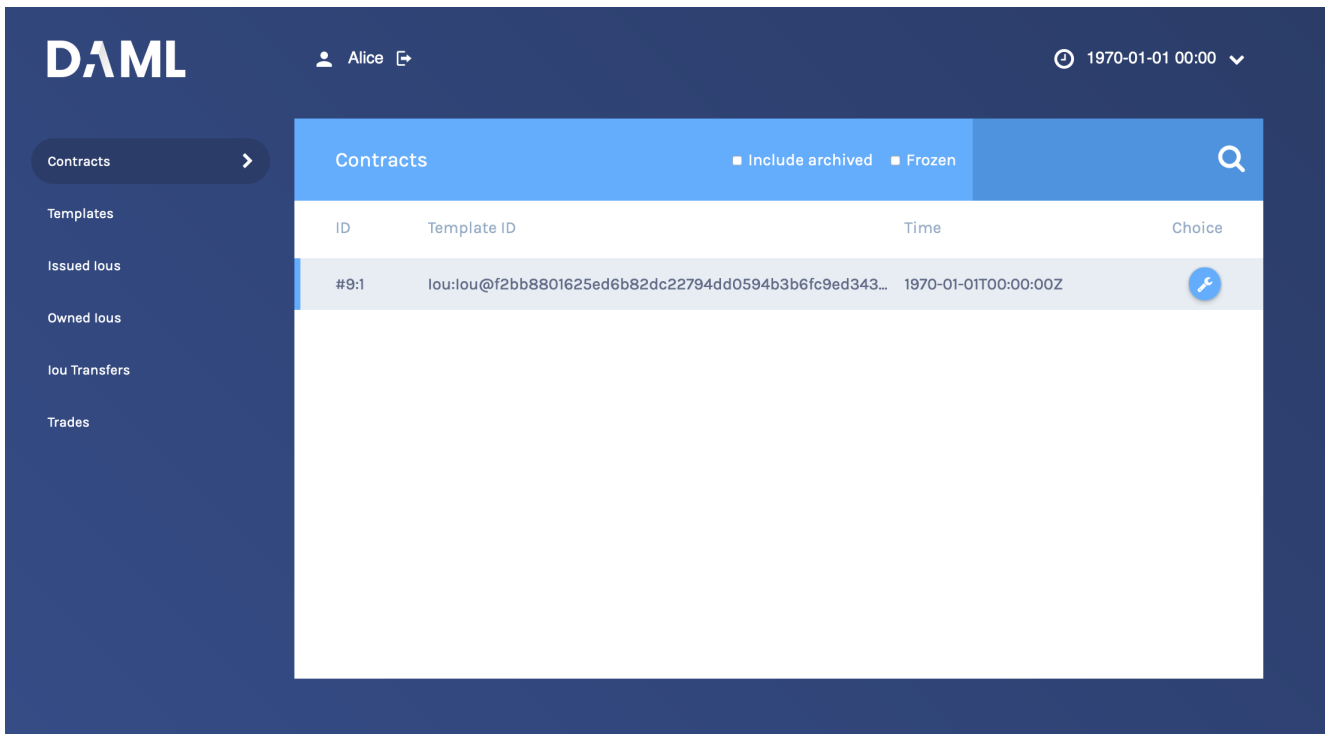 DAML
Alice
1970-01-01 00:00
Contracts
Templates
Issued Ious
Owned Ious
Iou Transfers
Trades
Contracts Include archived Frozen
ID Template ID Time Choice
#9:1 Iou:Iou@f2bb8801625ed6b82dc22794dd0594b3b6fc9ed343... 1970-01-01T00:00:00Z